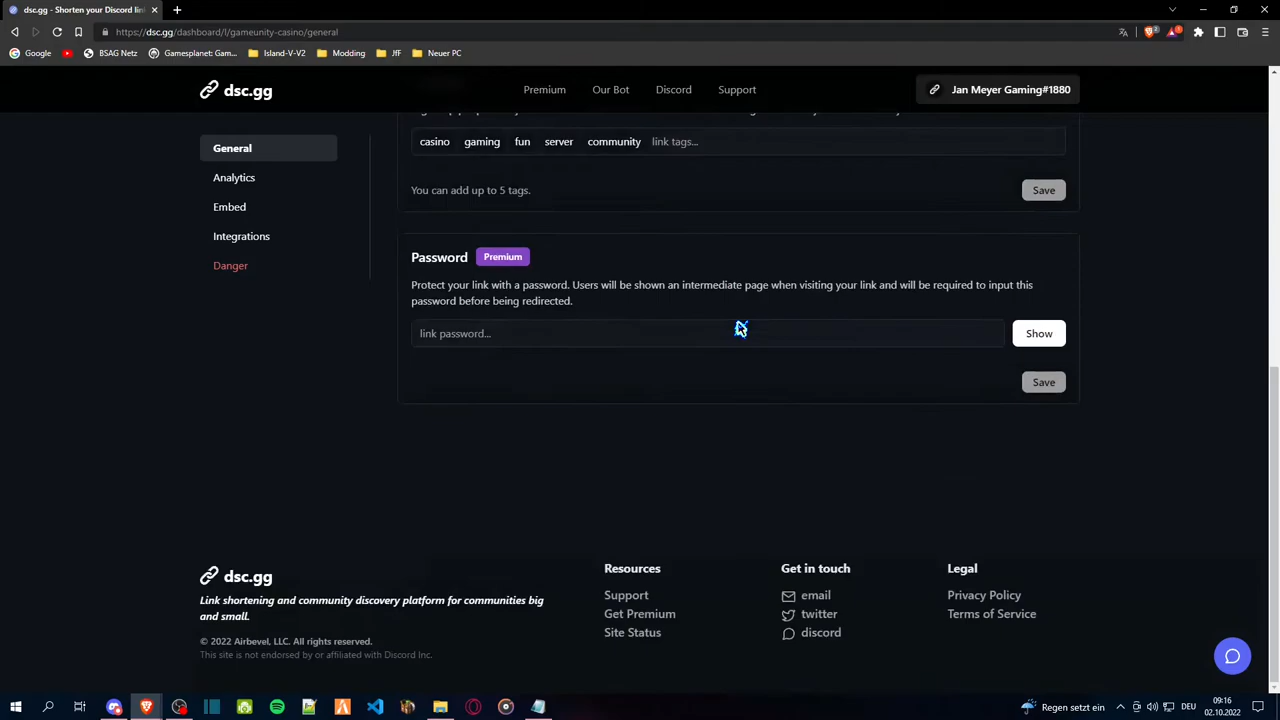 dsc.gg - Shorten your Discord lin
https://dsc.gg/dashboard/l/gameunity-casino/general
Google
BSAG Netz
Gamesplanet: Gam...
Island-V-V2
Modding
JfF
Neuer PC
dsc.gg
Premium
Our Bot
Discord
Support
Jan Meyer Gaming#1880
General
Analytics
Embed
Integrations
Danger
casino gaming fun server community link tags...
You can add up to 5 tags.
Save
Password
Premium
Protect your link with a password. Users will be shown an intermediate page when visiting your link and will be required to input this
password before being redirected.
link password...
Show
Save
dsc.gg
Link shortening and community discovery platform for communities big
and small.
© 2022 Airbevel, LLC. All rights reserved.
This site is not endorsed by or affiliated with Discord Inc.
Resources
Support
Get Premium
Site Status
Get in touch
email
twitter
discord
Legal
Privacy Policy
Terms of Service
Regen setzt ein
DEU
09:16
02.10.2022